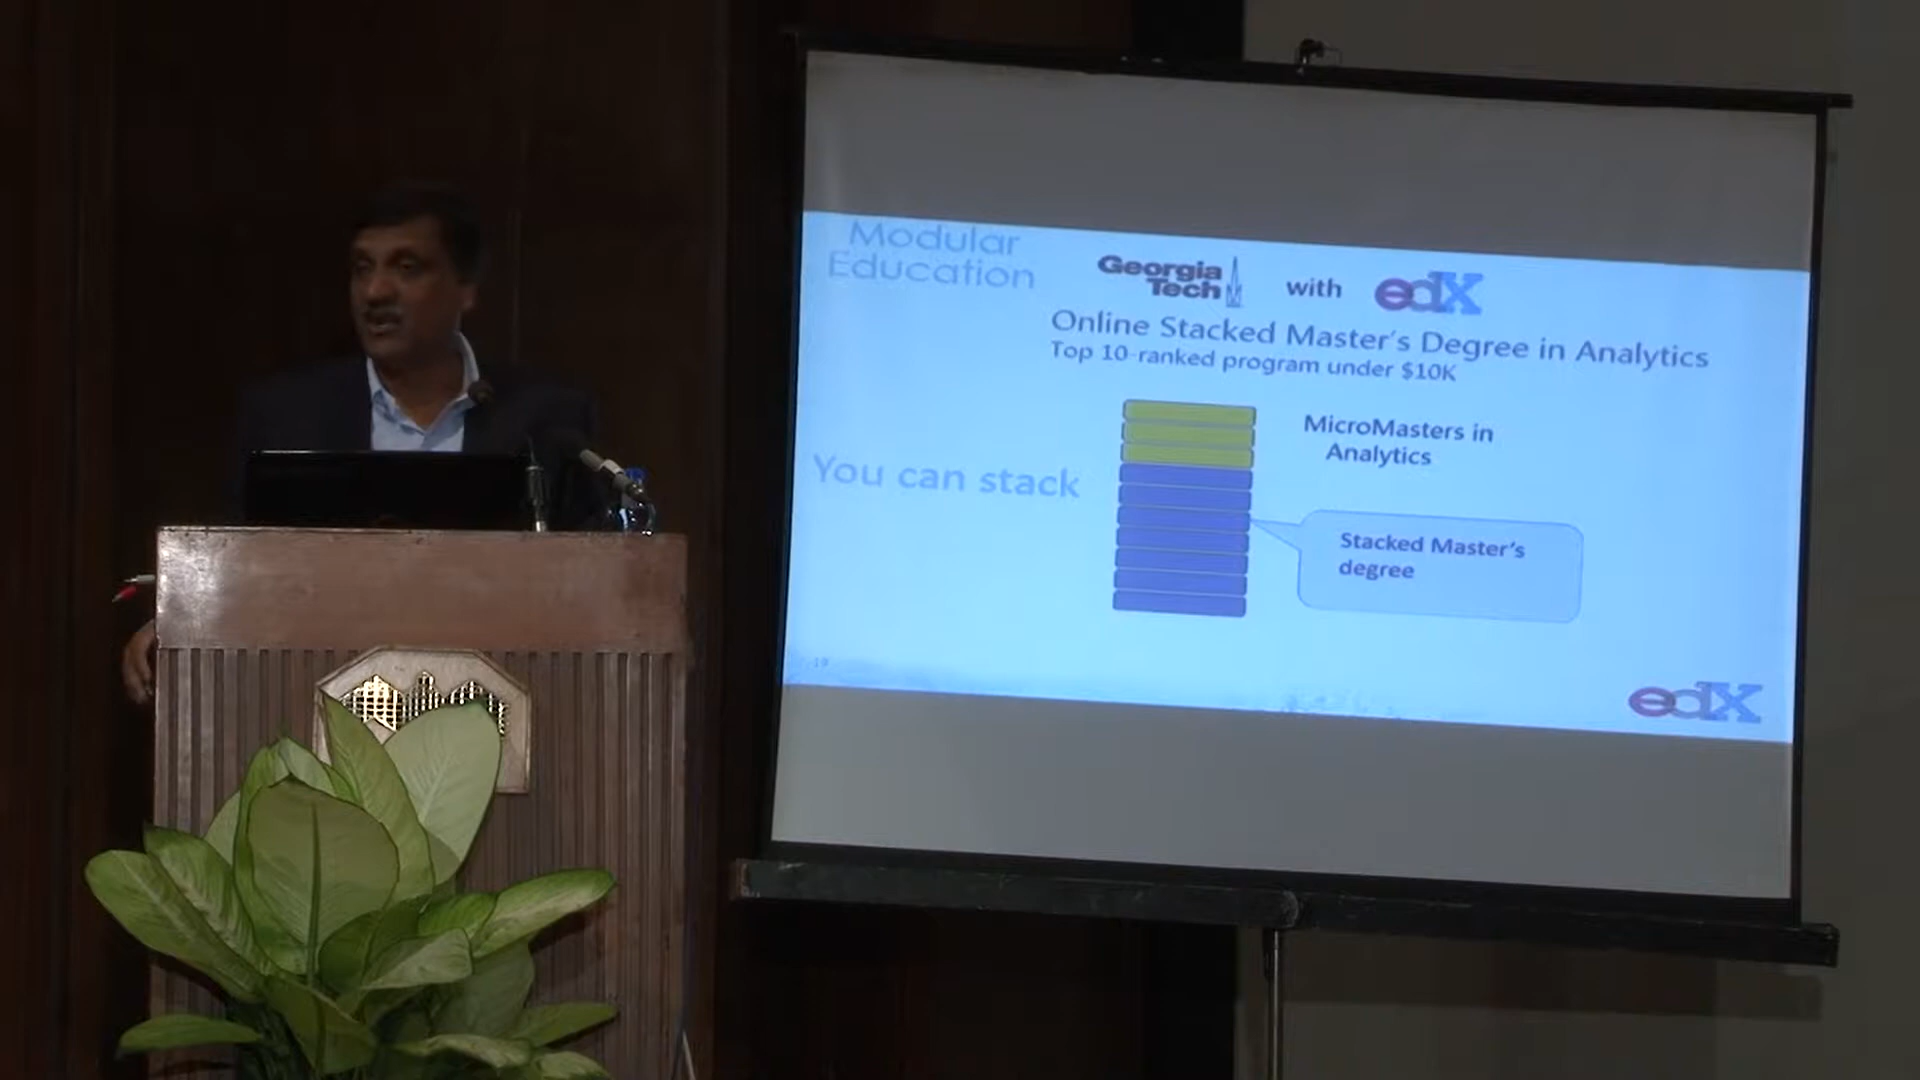 Modular
Education
Georgia
Tech
with
edX
Online Stacked Master's Degree in Analytics
Top 10-ranked program under $10K
MicroMasters in
Analytics
You can stack
Stacked Master's
degree
19
edX